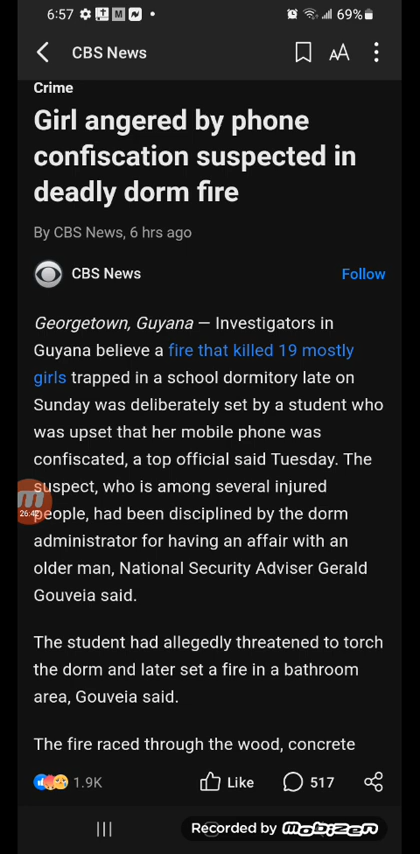 6:57 M N 69%
CBS News AA
Crime
Girl angered by phone
confiscation suspected in
deadly dorm fire
By CBS News, 6 hrs ago
CBS News Follow
Georgetown, Guyana — Investigators in
Guyana believe a fire that killed 19 mostly
girls trapped in a school dormitory late on
Sunday was deliberately set by a student who
was upset that her mobile phone was
confiscated, a top official said Tuesday. The
suspect, who is among several injured
people, had been disciplined by the dorm
26:42
administrator for having an affair with an
older man, National Security Adviser Gerald
Gouveia said.
The student had allegedly threatened to torch
the dorm and later set a fire in a bathroom
area, Gouveia said.
The fire raced through the wood, concrete
1.9K Like 517
Recorded by mobizen